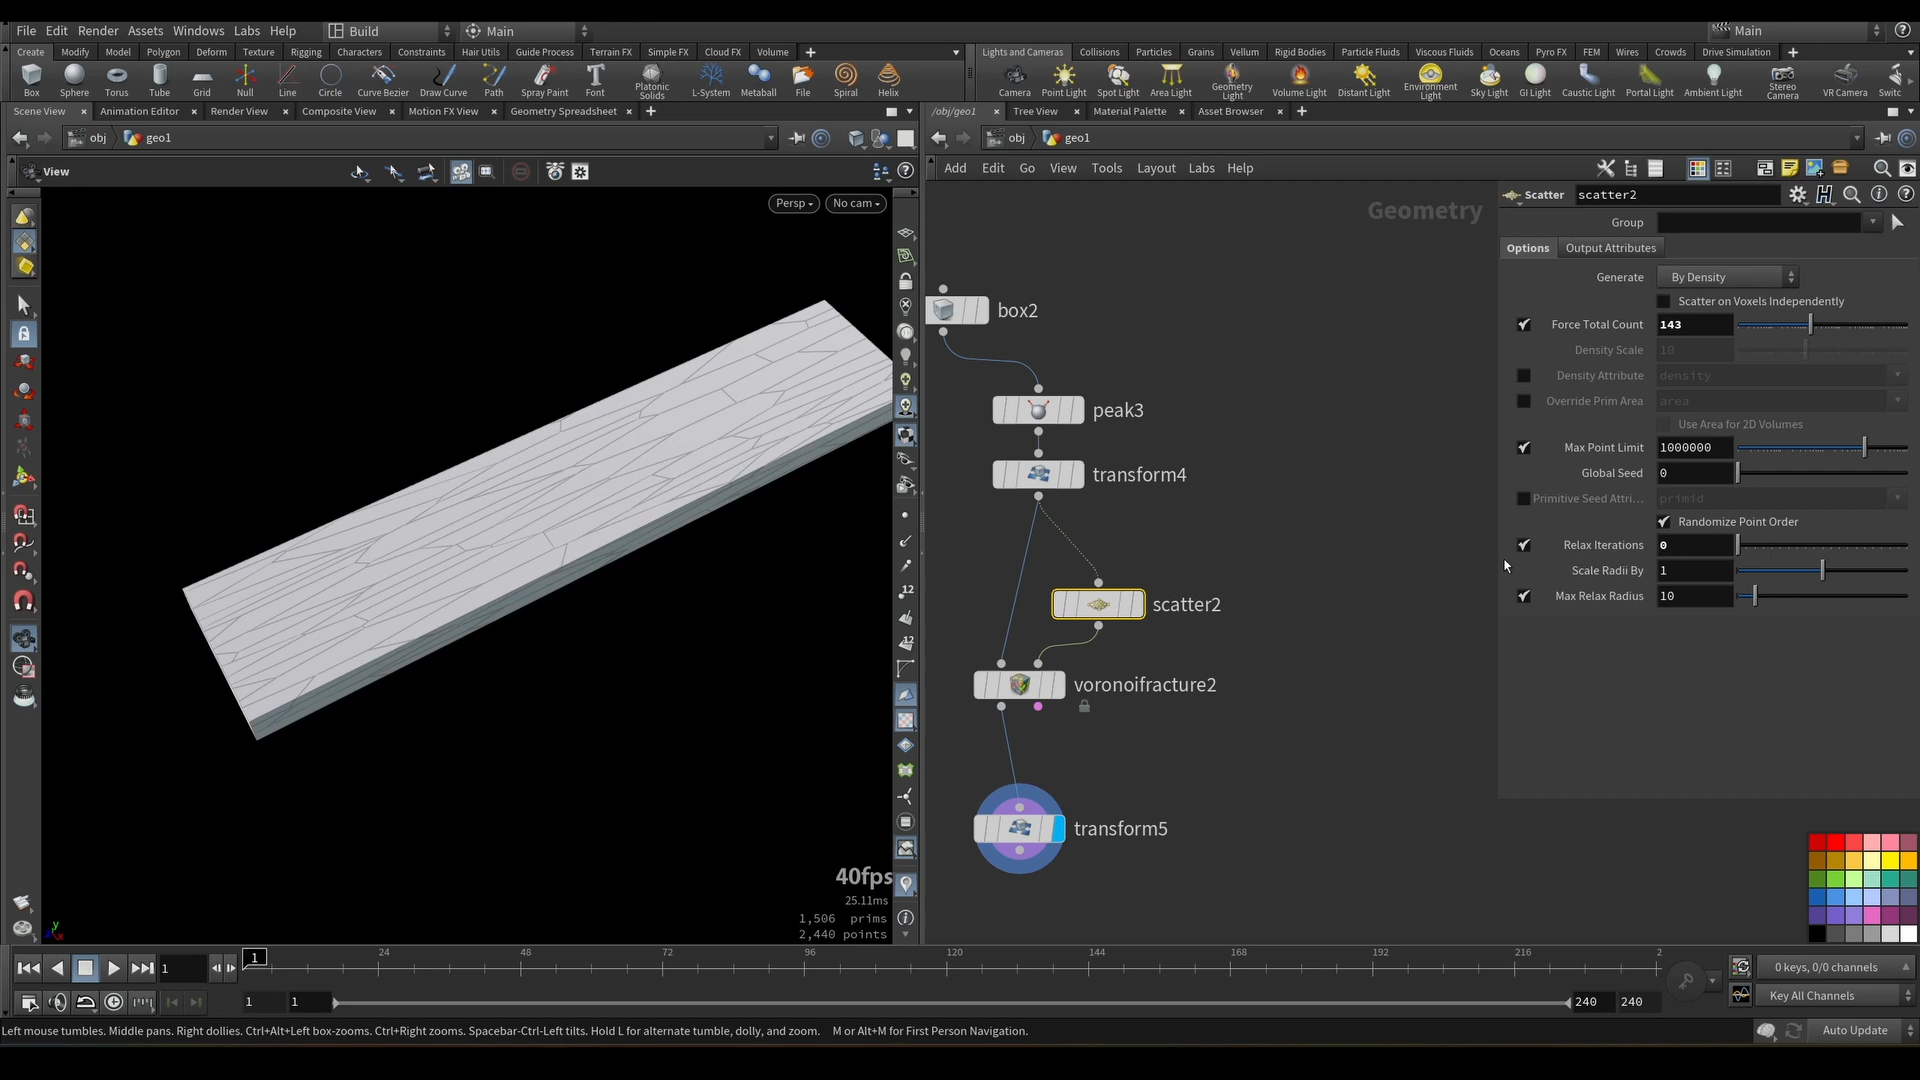 File Edit Render Assets Windows Labs Help Build Main Main
Create Modify Model Polygon Deform Texture Rigging Characters Constraints Hair Utils Guide Process Terrain FX Simple FX Cloud FX Volume
Lights and Cameras Collisions Particles Grains Vellum Rigid Bodies Particle Fluids Viscous Fluids Oceans Pyro FX FEM Wires Crowds Drive Simulation
Box Sphere Torus Tube Grid Null Line Circle Curve Bezier Draw Curve Path Spray Paint Font Platonic Solids L-System Metaball File Spiral Helix
Camera Point Light Spot Light Area Light Geometry Light Volume Light Distant Light Environment Light Sky Light GI Light Caustic Light Portal Light Ambient Light Stereo Camera VR Camera Switc
Scene View Animation Editor Render View Composite View Motion FX View Geometry Spreadsheet
/obj/geo1 Tree View Material Palette Asset Browser
obj geo1
obj geo1
View
Add Edit Go View Tools Layout Labs Help
Persp No cam
Geometry
Scatter scatter2
Group
Options Output Attributes
Generate By Density
Scatter on Voxels Independently
Force Total Count 143
Density Scale 10
Density Attribute density
Override Prim Area area
Use Area for 2D Volumes
Max Point Limit 1000000
Global Seed 0
Primitive Seed Attri... primid
Randomize Point Order
Relax Iterations 0
Scale Radii By 1
Max Relax Radius 10
box2
peak3
transform4
scatter2
voronoifracture2
transform5
12
12
40fps
25.11ms
1,506 prims
2,440 points
y
x
1 1 24 48 72 96 120 144 168 192 216 2
0 keys, 0/0 channels
1 1 240 240
Key All Channels
Left mouse tumbles. Middle pans. Right dollies. Ctrl+Alt+Left box-zooms. Ctrl+Right zooms. Spacebar-Ctrl-Left tilts. Hold L for alternate tumble, dolly, and zoom. M or Alt+M for First Person Navigation.
Auto Update